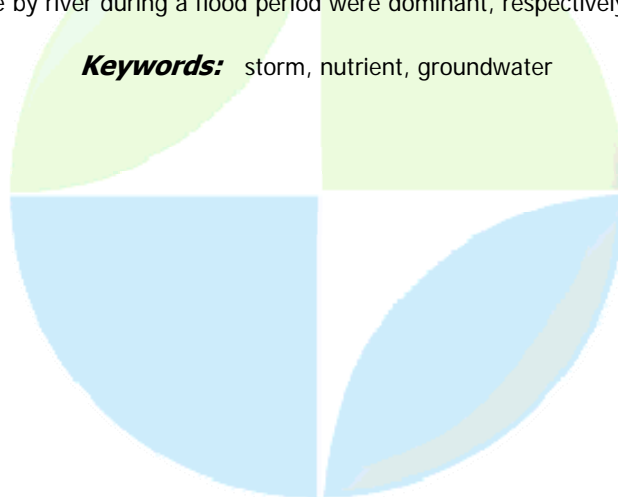 e by river during a flood period were dominant, respectively
Keywords: storm, nutrient, groundwater